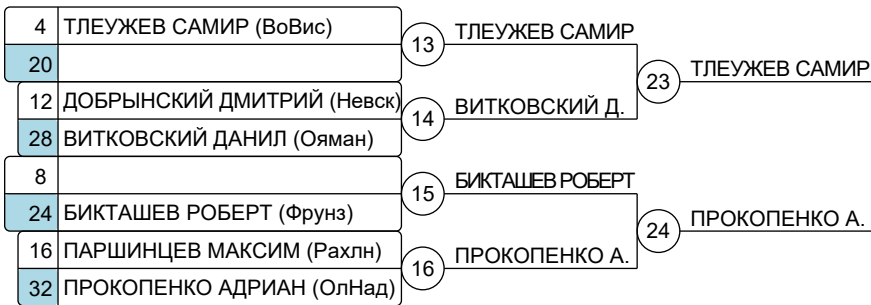 4 ТЛЕУЖЕВ САМИР (ВоВис)
20
12 ДОБРЫНСКИЙ ДМИТРИЙ (Невск)
28 ВИТКОВСКИЙ ДАНИЛ (Ояман)
8
24 БИКТАШЕВ РОБЕРТ (Фрунз)
16 ПАРШИНЦЕВ МАКСИМ (Рахлн)
32 ПРОКОПЕНКО АДРИАН (ОлНад)
13 ТЛЕУЖЕВ САМИР
14 ВИТКОВСКИЙ Д.
15 БИКТАШЕВ РОБЕРТ
16 ПРОКОПЕНКО А.
23 ТЛЕУЖЕВ САМИР
24 ПРОКОПЕНКО А.